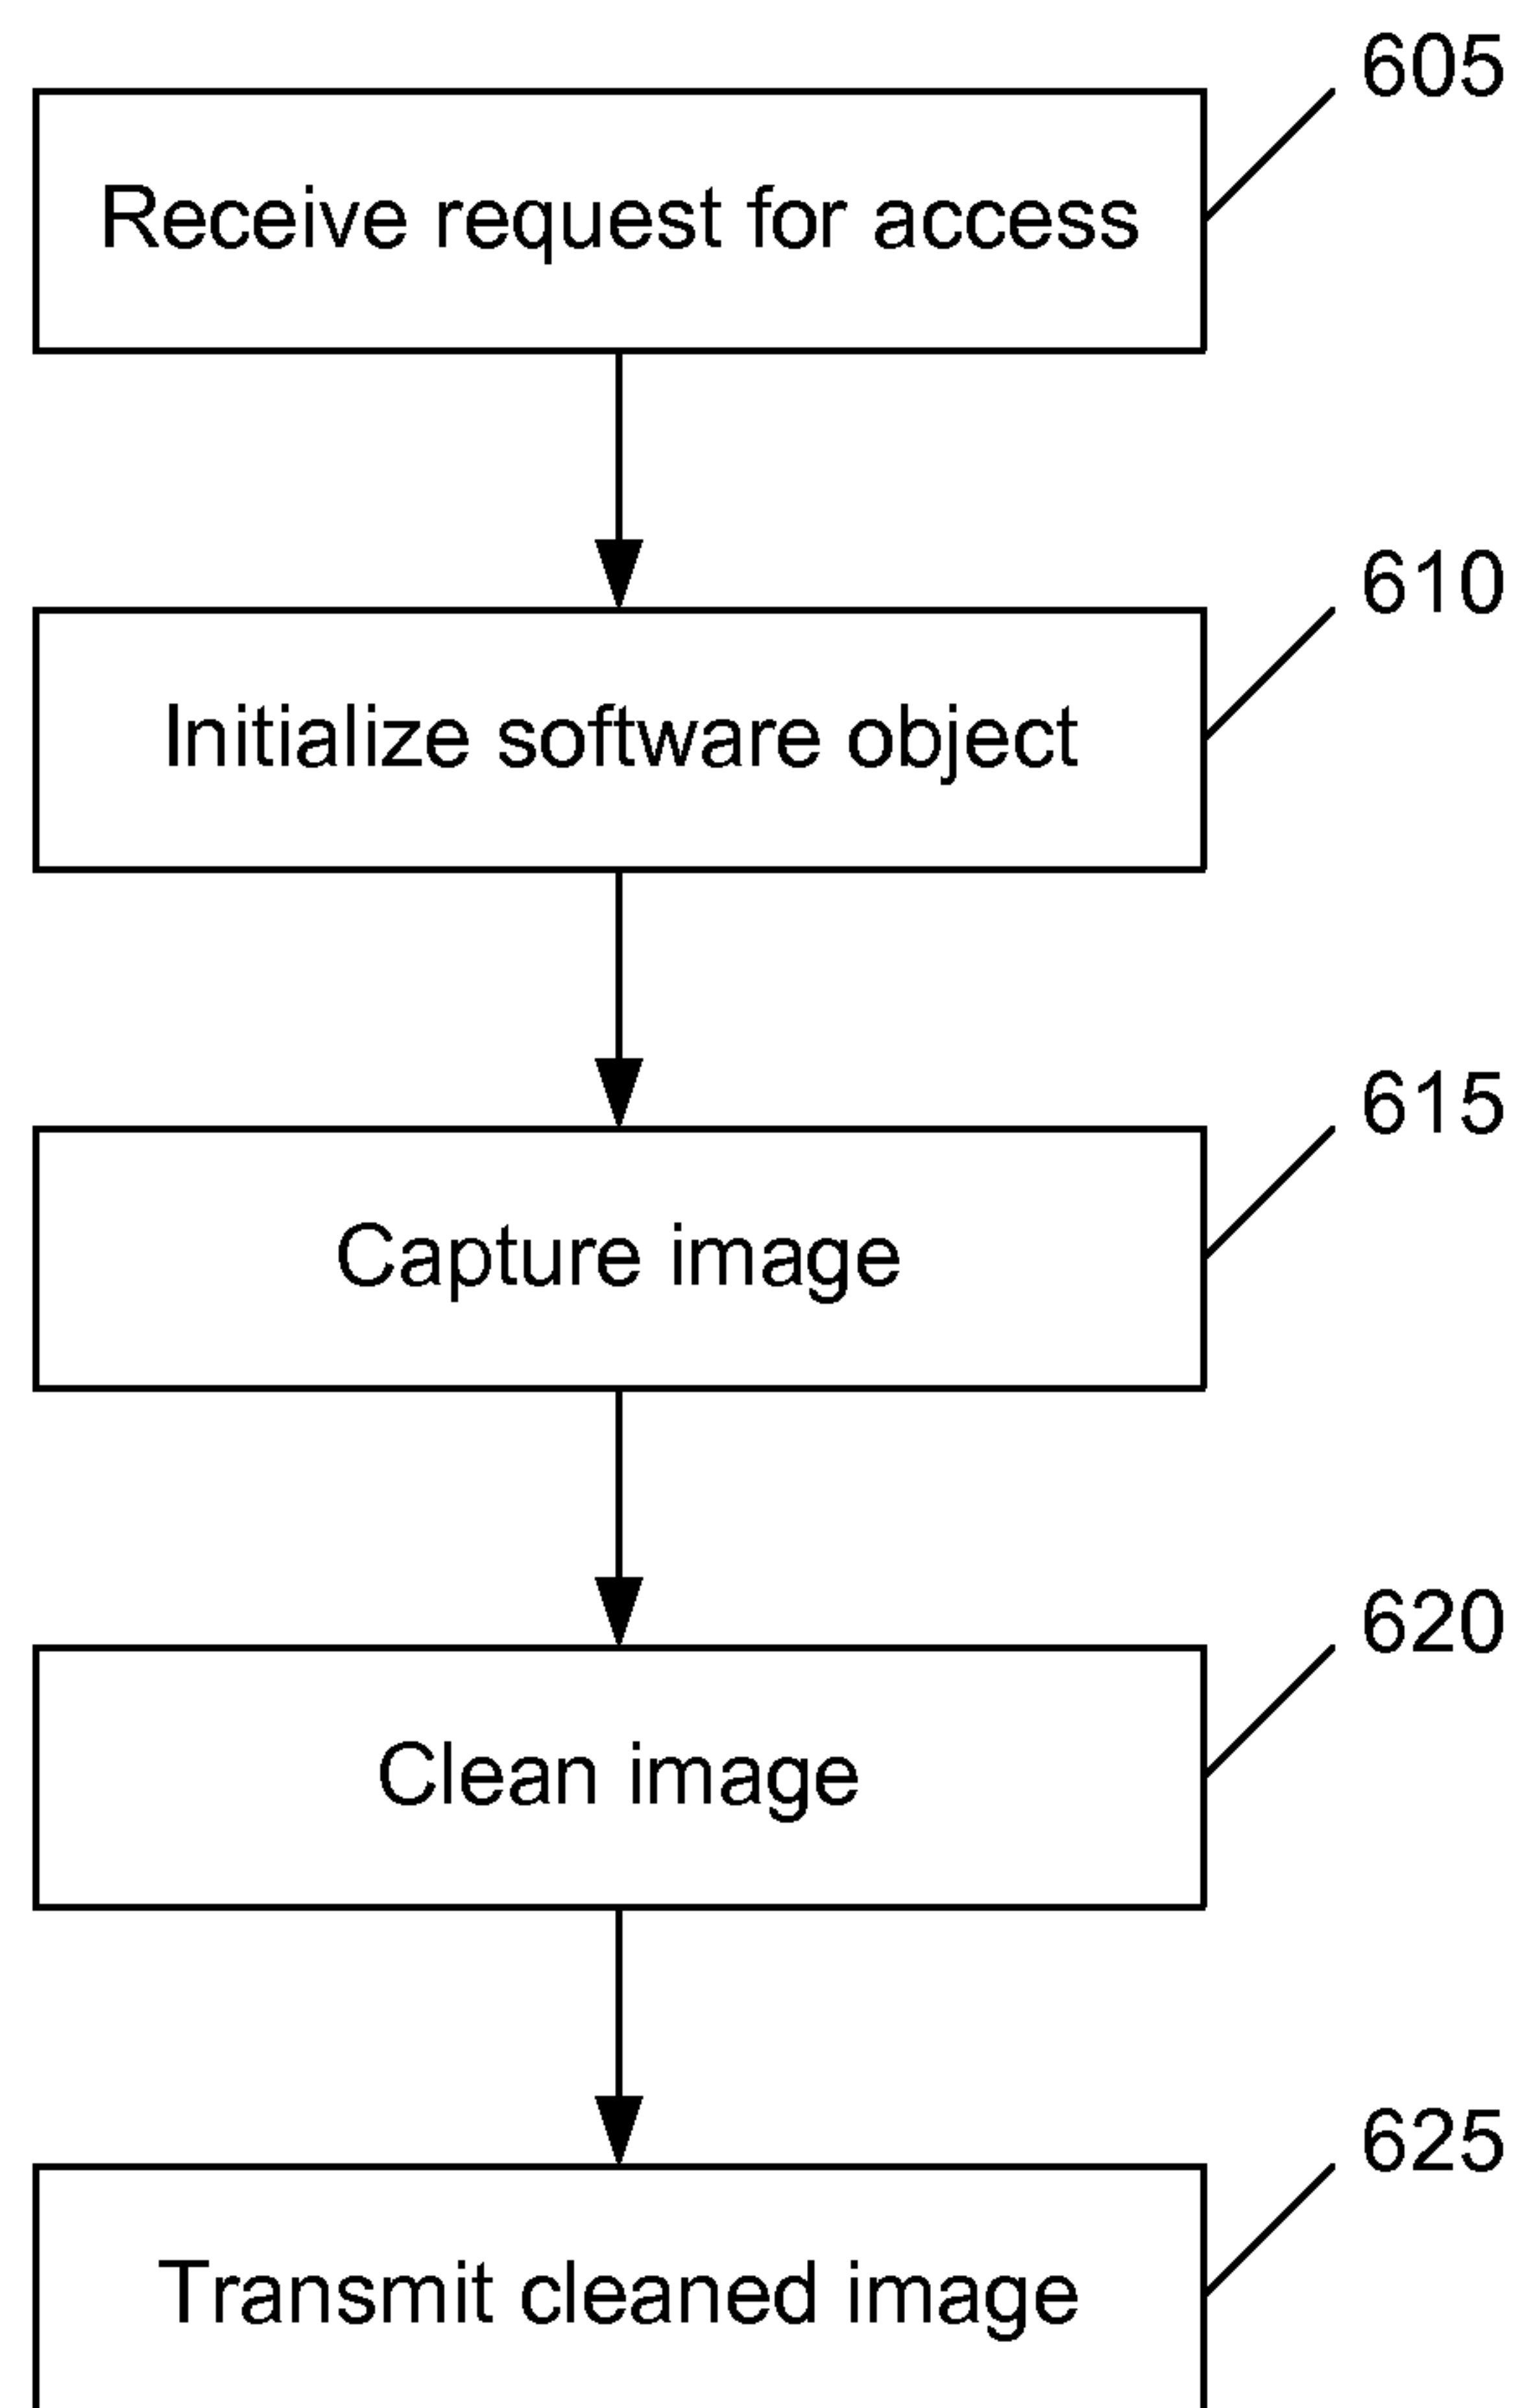 605
Receive request for access
610
Initialize software object
615
Capture image
620
Clean image
625
Transmit cleaned image